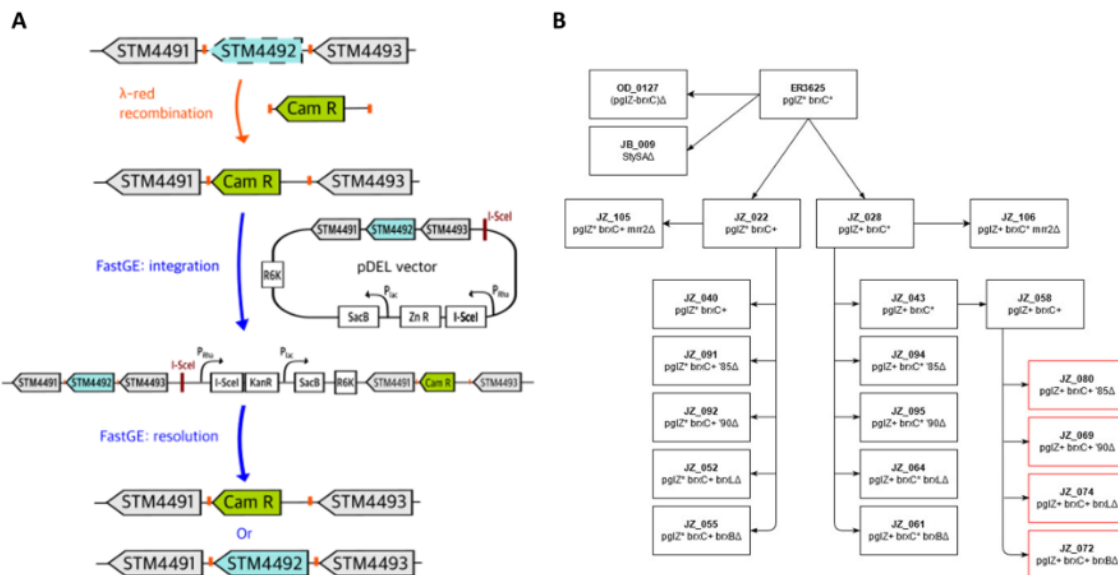 A
STM4491 STM4492 STM4493
λ-red
recombination
Cam R
STM4491 Cam R STM4493
I-SceI
STM4491 STM4492 STM4493
FastGE: integration
R6K
pDEL vector
Plac
PRha
SacB Zn R I-SceI
PRha Plac
I-SceI
STM4491 STM4492 STM4493 I-SceI KanR SacB R6K STM4491 Cam R STM4493
FastGE: resolution
STM4491 Cam R STM4493
Or
STM4491 STM4492 STM4493
B
OD_0127
(pglZ-brxC)Δ
ER3625
pglZ* brxC*
JB_009
StySAΔ
JZ_105
pglZ* brxC+ mrr2Δ
JZ_022
pglZ* brxC+
JZ_028
pglZ+ brxC*
JZ_106
pglZ+ brxC* mrr2Δ
JZ_040
pglZ* brxC+
JZ_043
pglZ+ brxC*
JZ_058
pglZ+ brxC+
JZ_091
pglZ* brxC+ '85Δ
JZ_094
pglZ+ brxC* '85Δ
JZ_080
pglZ+ brxC+ '85Δ
JZ_092
pglZ* brxC+ '90Δ
JZ_095
pglZ+ brxC* '90Δ
JZ_069
pglZ+ brxC+ '90Δ
JZ_052
pglZ* brxC+ brxLΔ
JZ_064
pglZ+ brxC* brxLΔ
JZ_074
pglZ+ brxC+ brxLΔ
JZ_055
pglZ* brxC+ brxBΔ
JZ_061
pglZ+ brxC* brxBΔ
JZ_072
pglZ+ brxC+ brxBΔ